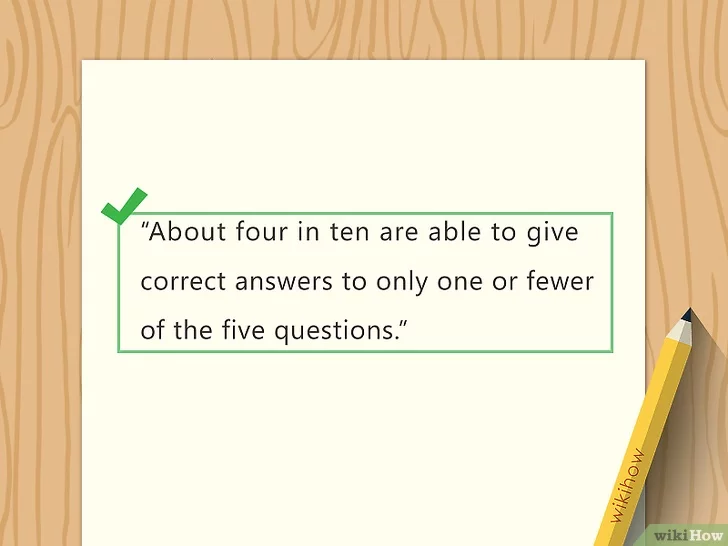 “About four in ten are able to give
correct answers to only one or fewer
of the five questions.”
wikihow
wikiHow